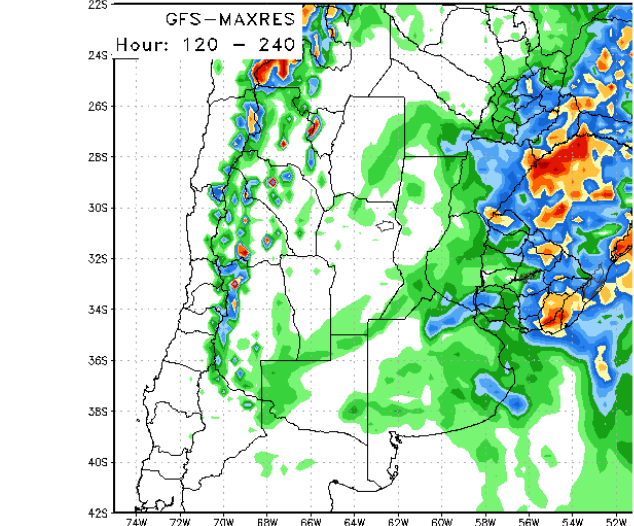 22S
GFS-MAXRES
Hour: 120 - 240
24S
26S
28S
30S
32S
34S
36S
38S
40S
42S
74W 72W 70W 68W 66W 64W 62W 60W 58W 56W 54W 52W